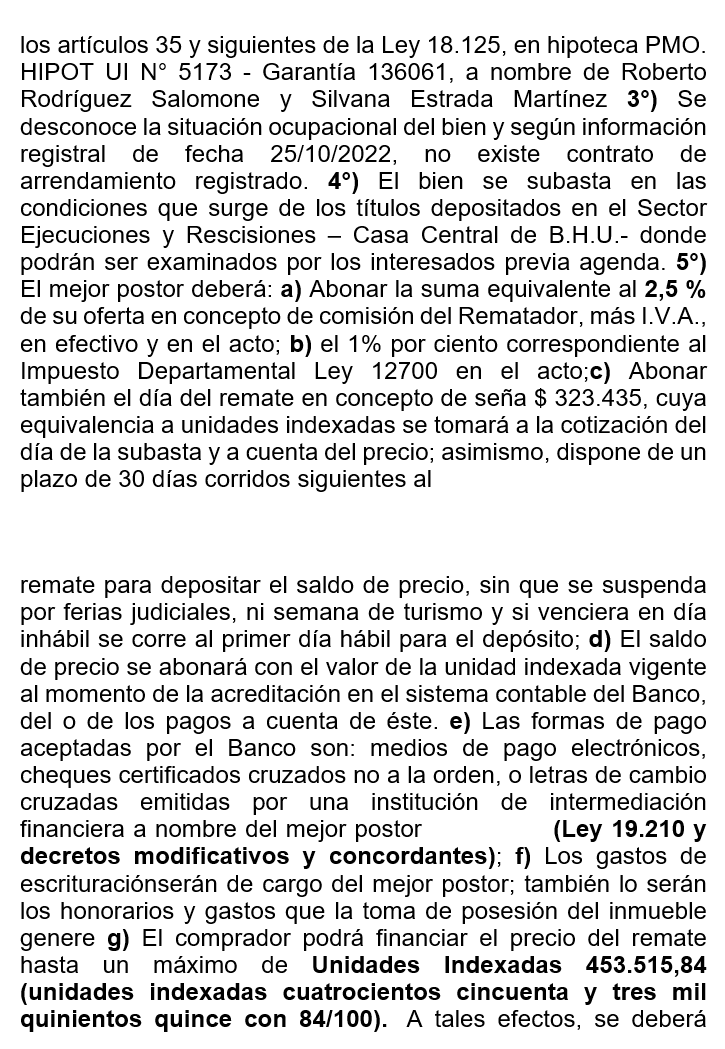 los artículos 35 y siguientes de la Ley 18.125, en hipoteca PMO.
HIPOT UI N° 5173 - Garantía 136061, a nombre de Roberto
Rodríguez Salomone y Silvana Estrada Martínez 3°) Se
desconoce la situación ocupacional del bien y según información
registral de fecha 25/10/2022, no existe contrato de
arrendamiento registrado. 4°) El bien se subasta en las
condiciones que surge de los títulos depositados en el Sector
Ejecuciones y Rescisiones – Casa Central de B.H.U.- donde
podrán ser examinados por los interesados previa agenda. 5°)
El mejor postor deberá: a) Abonar la suma equivalente al 2,5 %
de su oferta en concepto de comisión del Rematador, más I.V.A.,
en efectivo y en el acto; b) el 1% por ciento correspondiente al
Impuesto Departamental Ley 12700 en el acto;c) Abonar
también el día del remate en concepto de seña $ 323.435, cuya
equivalencia a unidades indexadas se tomará a la cotización del
día de la subasta y a cuenta del precio; asimismo, dispone de un
plazo de 30 días corridos siguientes al
remate para depositar el saldo de precio, sin que se suspenda
por ferias judiciales, ni semana de turismo y si venciera en día
inhábil se corre al primer día hábil para el depósito; d) El saldo
de precio se abonará con el valor de la unidad indexada vigente
al momento de la acreditación en el sistema contable del Banco,
del o de los pagos a cuenta de éste. e) Las formas de pago
aceptadas por el Banco son: medios de pago electrónicos,
cheques certificados cruzados no a la orden, o letras de cambio
cruzadas emitidas por una institución de intermediación
financiera a nombre del mejor postor (Ley 19.210 y
decretos modificativos y concordantes); f) Los gastos de
escrituraciónserán de cargo del mejor postor; también lo serán
los honorarios y gastos que la toma de posesión del inmueble
genere g) El comprador podrá financiar el precio del remate
hasta un máximo de Unidades Indexadas 453.515,84
(unidades indexadas cuatrocientos cincuenta y tres mil
quinientos quince con 84/100). A tales efectos, se deberá